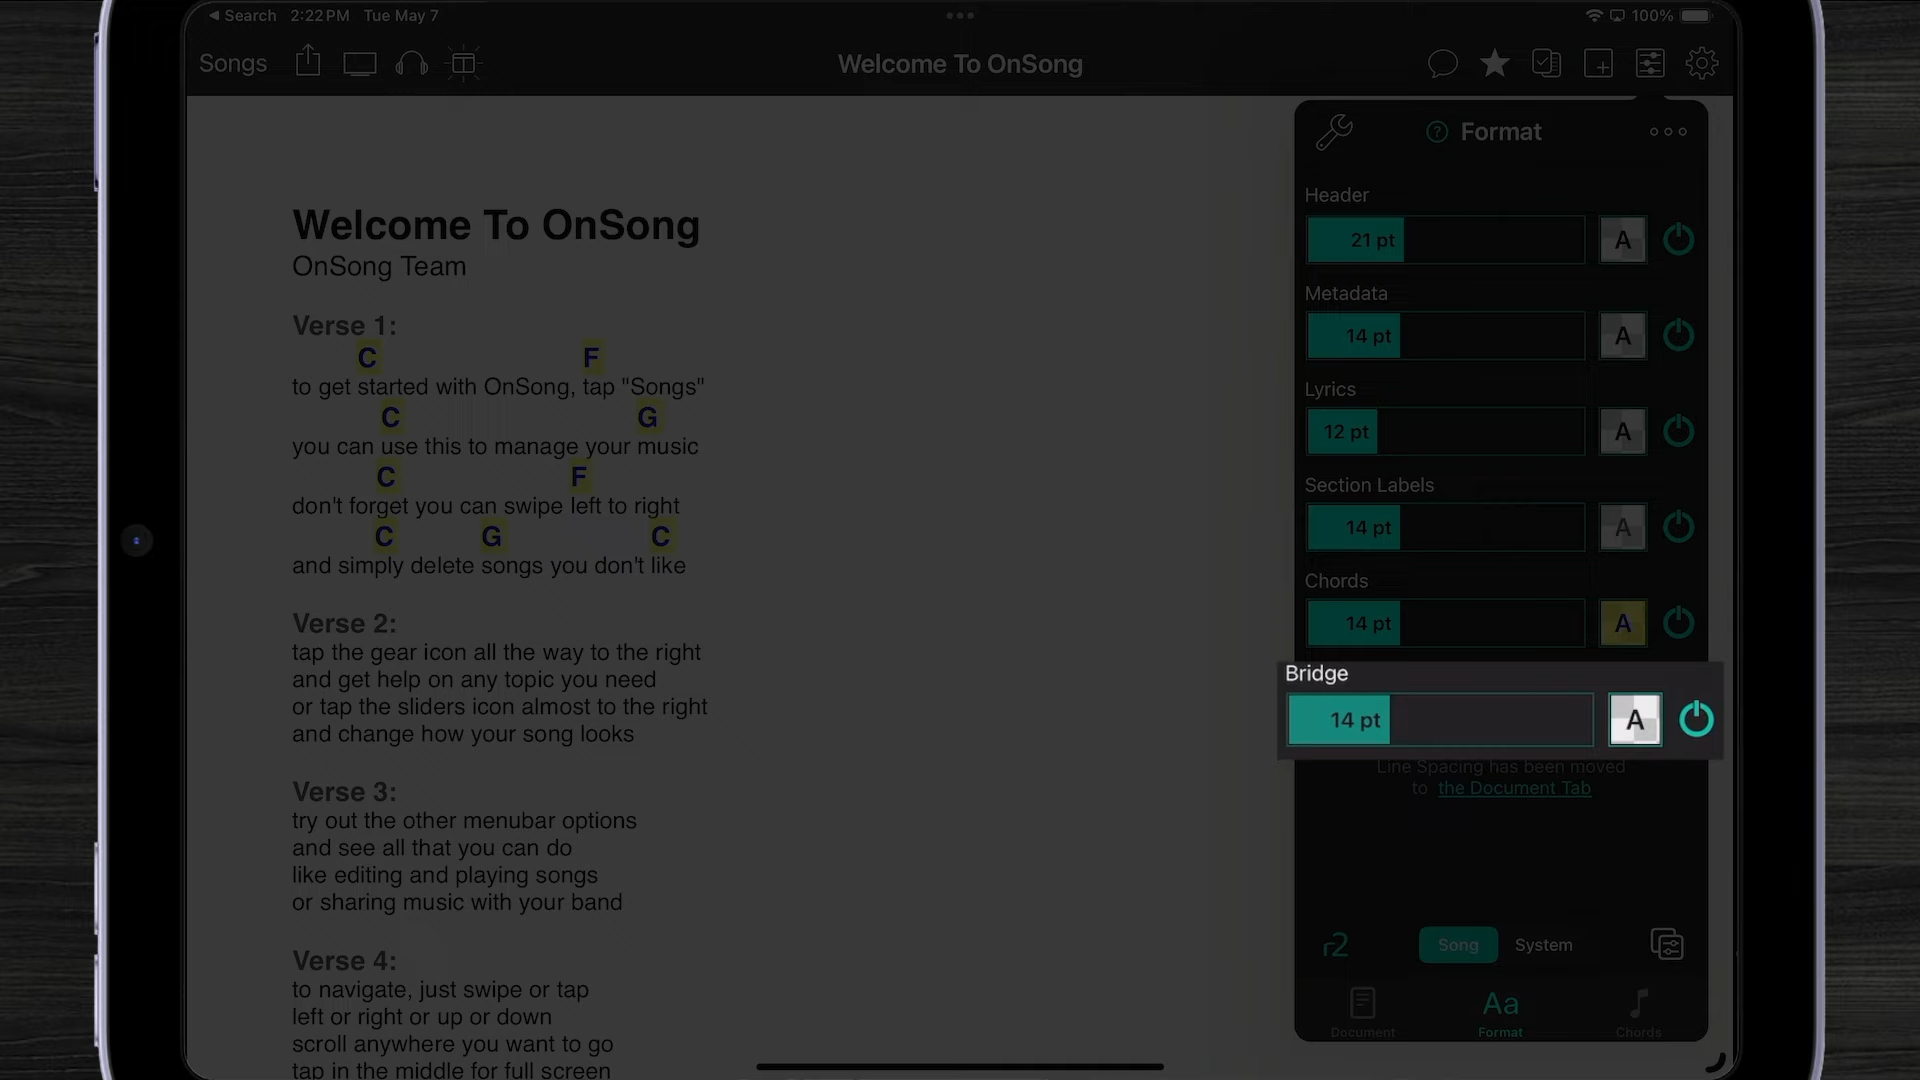 Search 2:22 PM Tue May 7
100%
Songs
Welcome To OnSong
Welcome To OnSong
OnSong Team
Verse 1:
C F
to get started with OnSong, tap "Songs"
C G
you can use this to manage your music
C F
don't forget you can swipe left to right
C G C
and simply delete songs you don't like
Verse 2:
tap the gear icon all the way to the right
and get help on any topic you need
or tap the sliders icon almost to the right
and change how your song looks
Verse 3:
try out the other menubar options
and see all that you can do
like editing and playing songs
or sharing music with your band
Verse 4:
to navigate, just swipe or tap
left or right or up or down
scroll anywhere you want to go
tap in the middle for full screen
? Format
Header
21 pt A
Metadata
14 pt A
Lyrics
12 pt A
Section Labels
14 pt A
Chords
14 pt A
Bridge
14 pt A
Line Spacing has been moved
to the Document Tab
r2 Song System
Aa
Document Format Chords